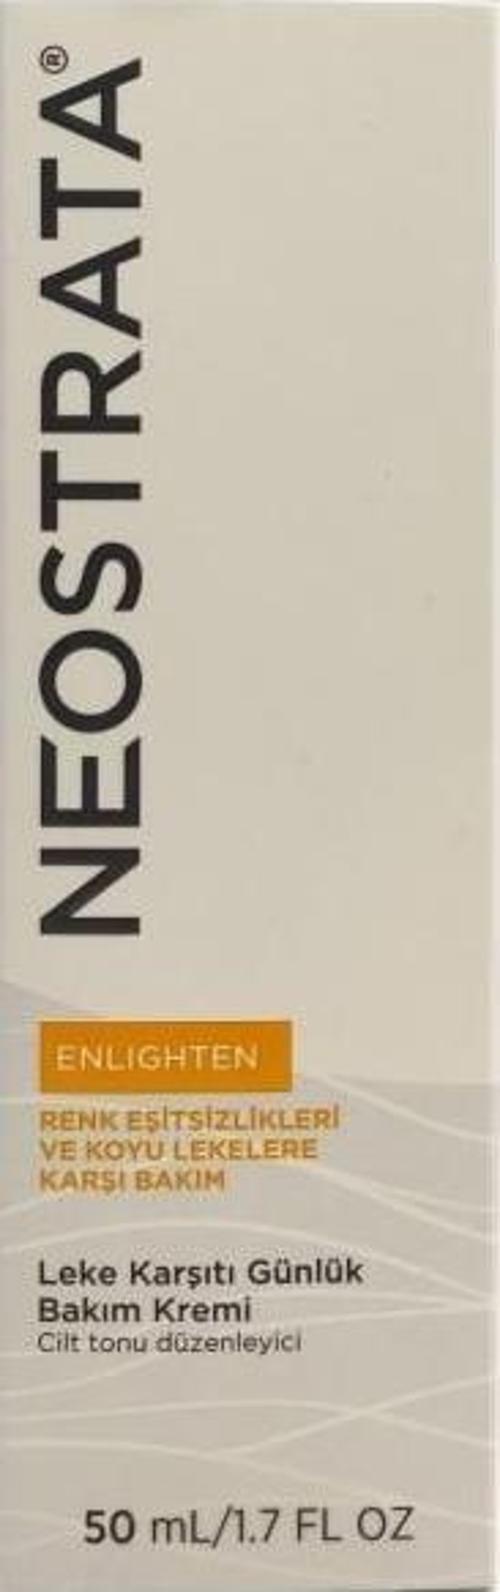 NEOSTRATA®
ENLIGHTEN
RENK EŞİTSİZLİKLERİ
VE KOYU LEKELERE
KARŞI BAKIM
Leke Karşıtı Günlük
Bakım Kremi
Cilt tonu düzenleyici
50 mL/1.7 FL OZ